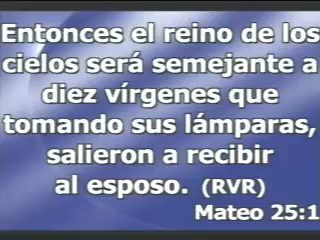 Entonces el reino de los
cielos será semejante a
diez vírgenes que
tomando sus lámparas,
salieron a recibir
al esposo. (RVR)
Mateo 25:1